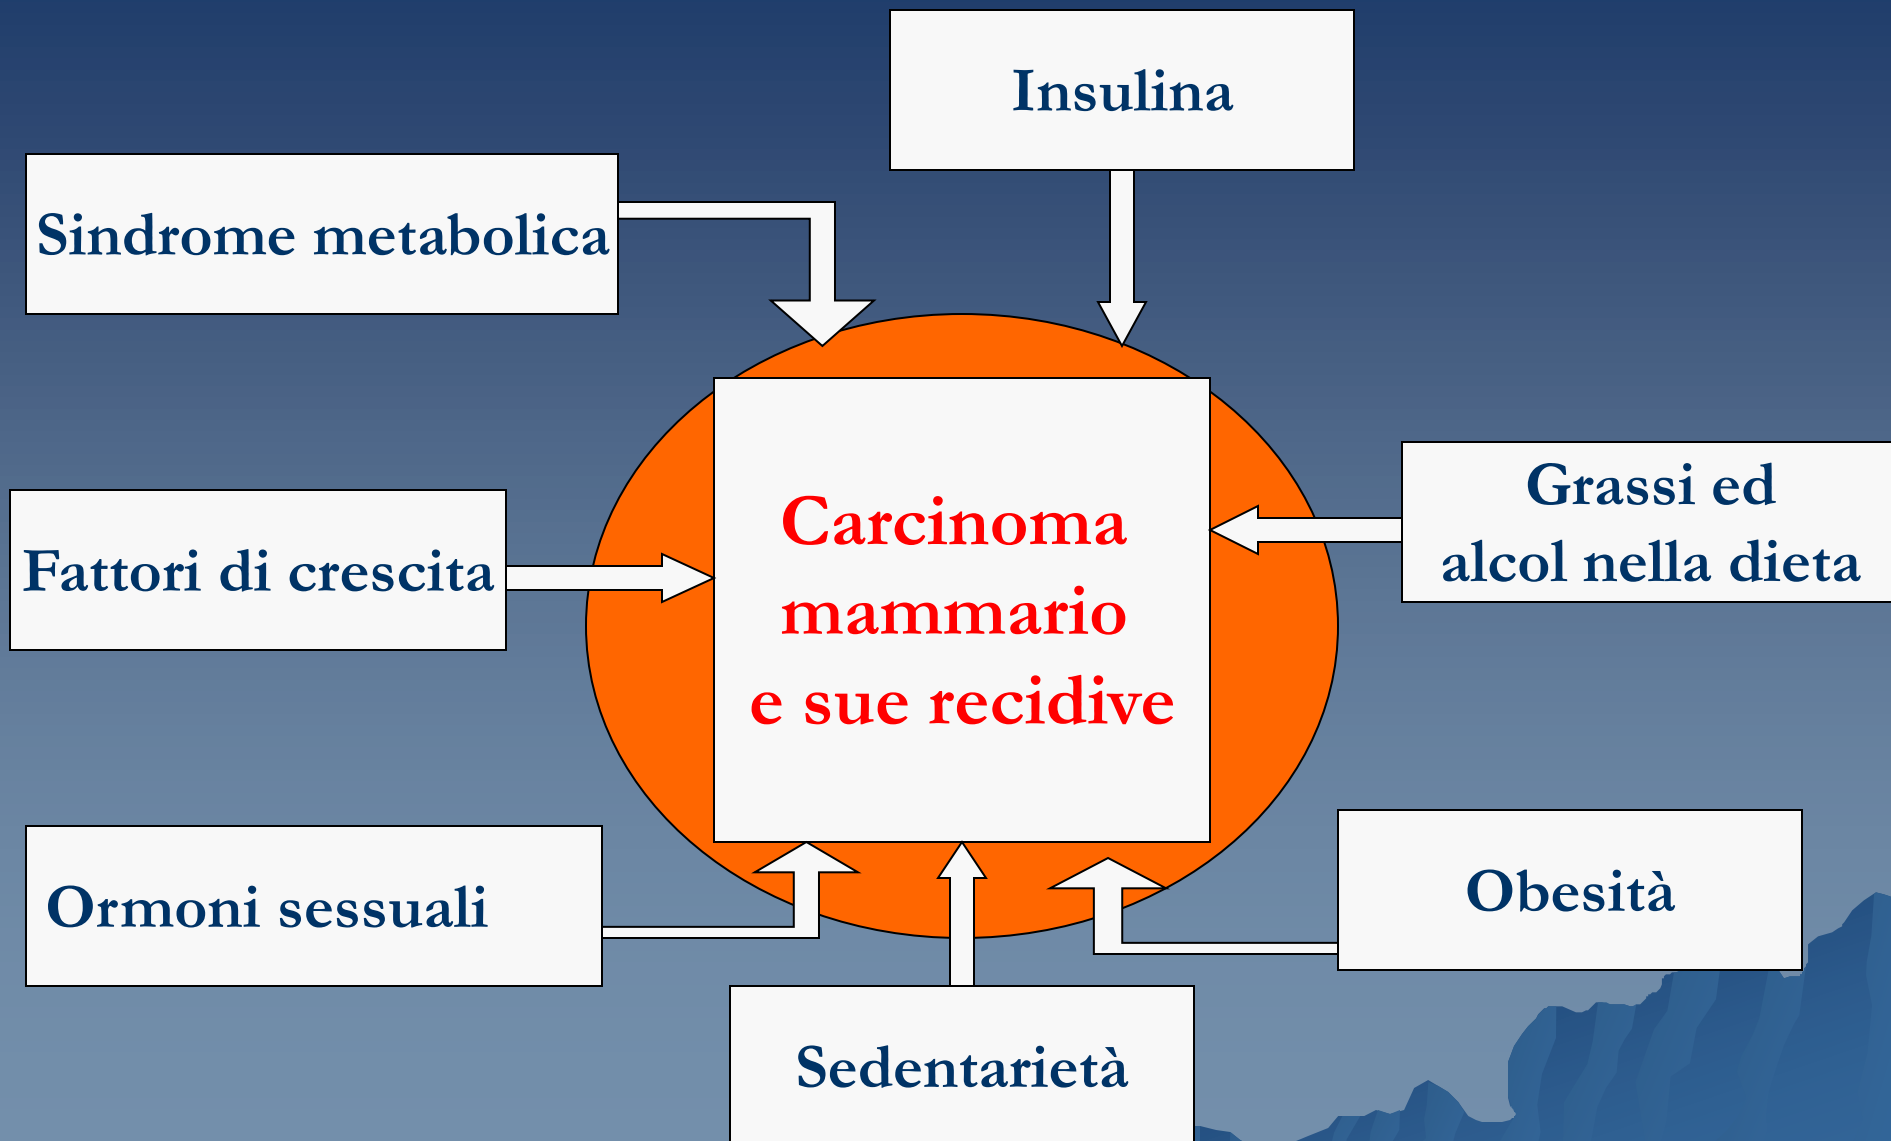 Insulina
Sindrome metabolica
Grassi ed
alcol nella dieta
Fattori di crescita
Carcinoma
mammario
e sue recidive
Ormoni sessuali
Obesità
Sedentarietà